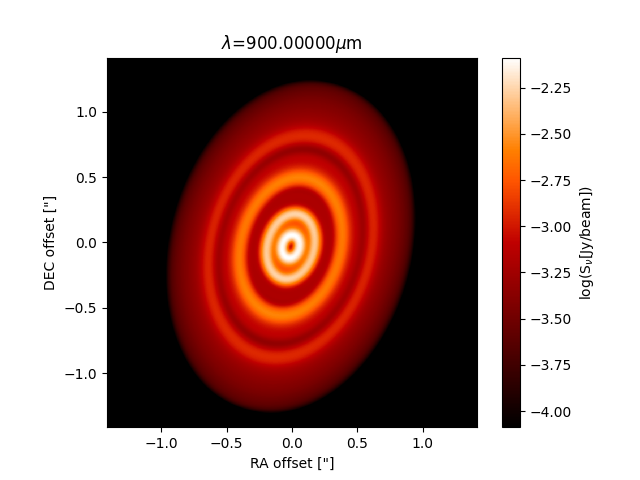 λ=900.00000μm
DEC offset ["]
1.0
0.5
0.0
−0.5
−1.0
−1.0 −0.5 0.0 0.5 1.0
RA offset ["]
−2.25
−2.50
−2.75
−3.00
−3.25
−3.50
−3.75
−4.00
log(Sν[Jy/beam])